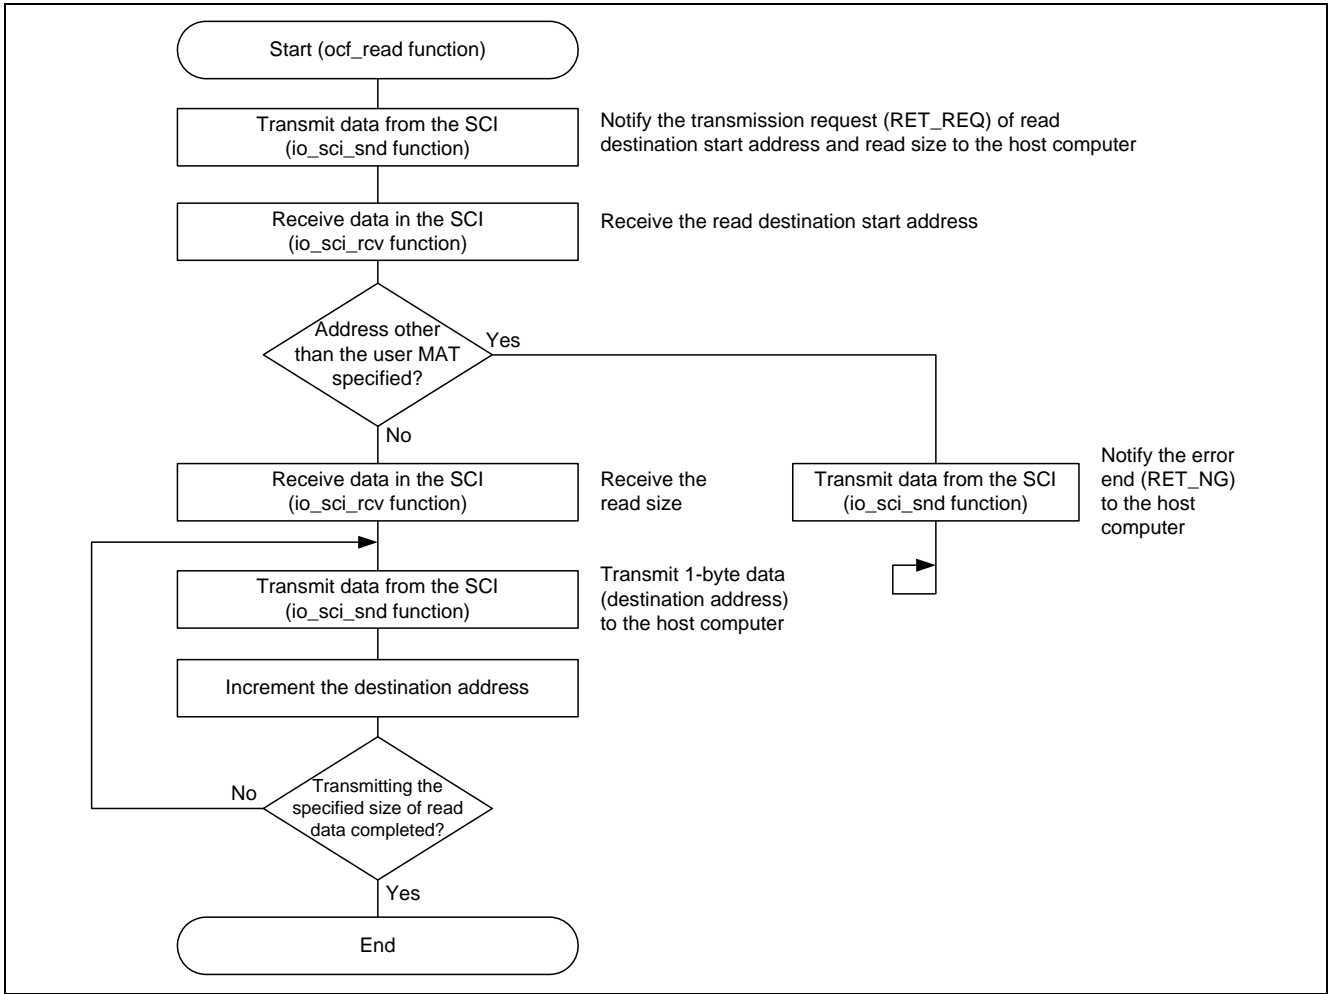 Start (ocf_read function)
Transmit data from the SCI
(io_sci_snd function)
Notify the transmission request (RET_REQ) of read
destination start address and read size to the host computer
Receive data in the SCI
(io_sci_rcv function)
Receive the read destination start address
Address other
than the user MAT
specified?
Yes
No
Receive data in the SCI
(io_sci_rcv function)
Receive the
read size
Transmit data from the SCI
(io_sci_snd function)
Notify the error
end (RET_NG)
to the host
computer
Transmit data from the SCI
(io_sci_snd function)
Transmit 1-byte data
(destination address)
to the host computer
Increment the destination address
No
Transmitting the
specified size of read
data completed?
Yes
End